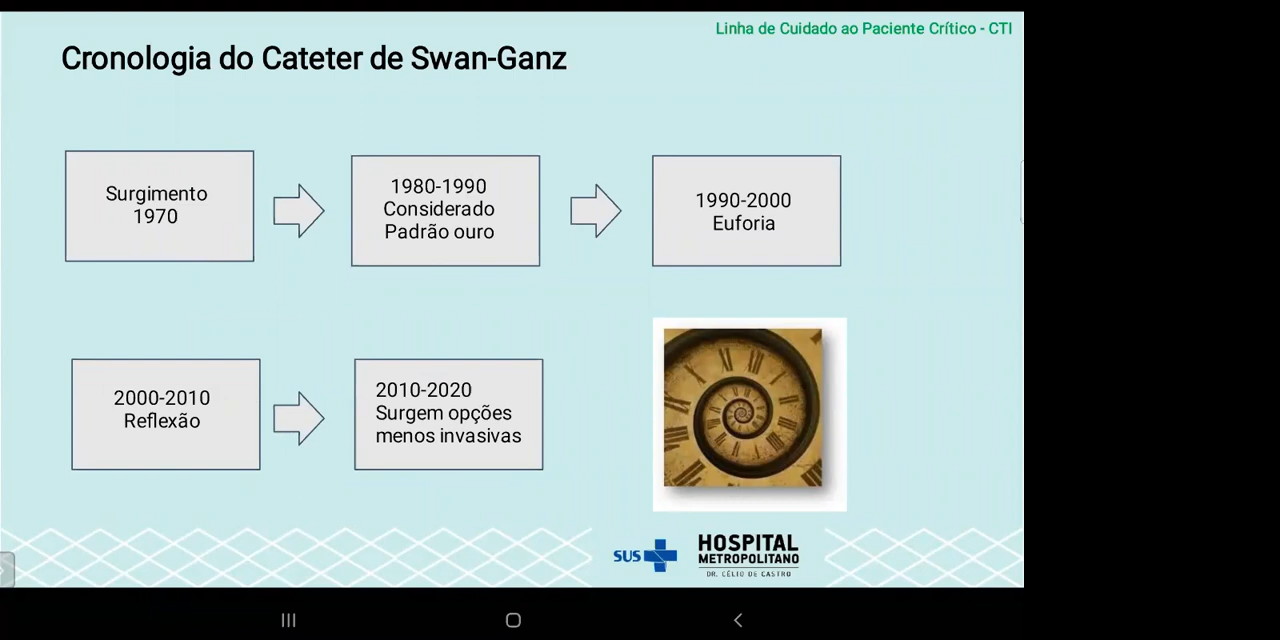 Linha de Cuidado ao Paciente Crítico - CTI
Cronologia do Cateter de Swan-Ganz
Surgimento
1970
1980-1990
Considerado
Padrão ouro
1990-2000
Euforia
2000-2010
Reflexão
2010-2020
Surgem opções
menos invasivas
SUS
HOSPITAL
METROPOLITANO
DR. CÉLIO DE CASTRO